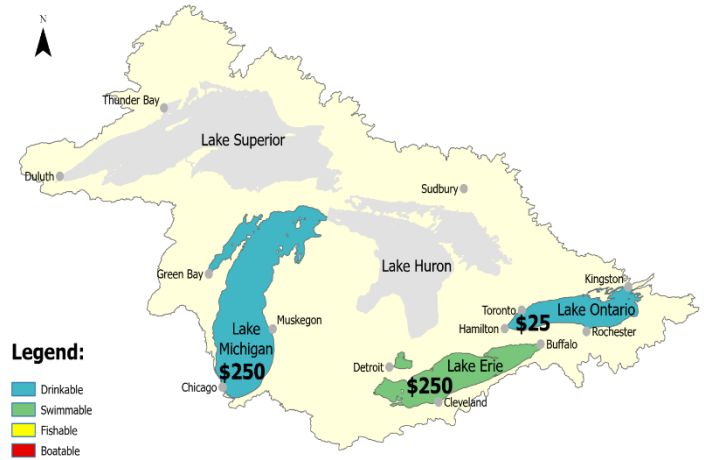 N
Thunder Bay
Lake Superior
Duluth
Sudbury
Green Bay
Lake Huron
Kingston
Toronto
Lake Ontario
$25
Hamilton
Rochester
Muskegon
Lake
Michigan
$250
Buffalo
Detroit
Lake Erie
$250
Chicago
Cleveland
Legend:
Drinkable
Swimmable
Fishable
Boatable